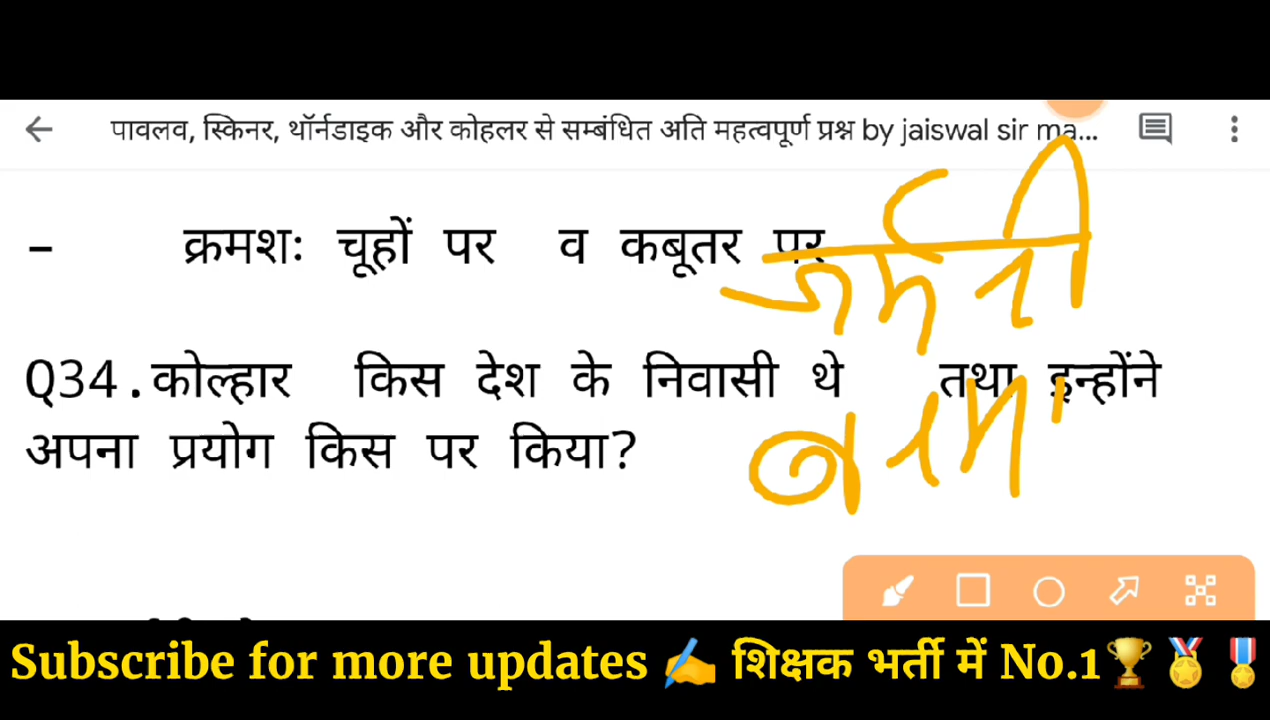 पावलव, स्किनर, थॉर्नडाइक और कोहलर से सम्बंधित अति महत्वपूर्ण प्रश्न by jaiswal sir ma...
– क्रमशः चूहों पर व कबूतर पर
जर्मनी
Q34.कोल्हार किस देश के निवासी थे तथा इन्होंने
अपना प्रयोग किस पर किया?
Subscribe for more updates ✍️ शिक्षक भर्ती में No.1🏆🏅🎖️